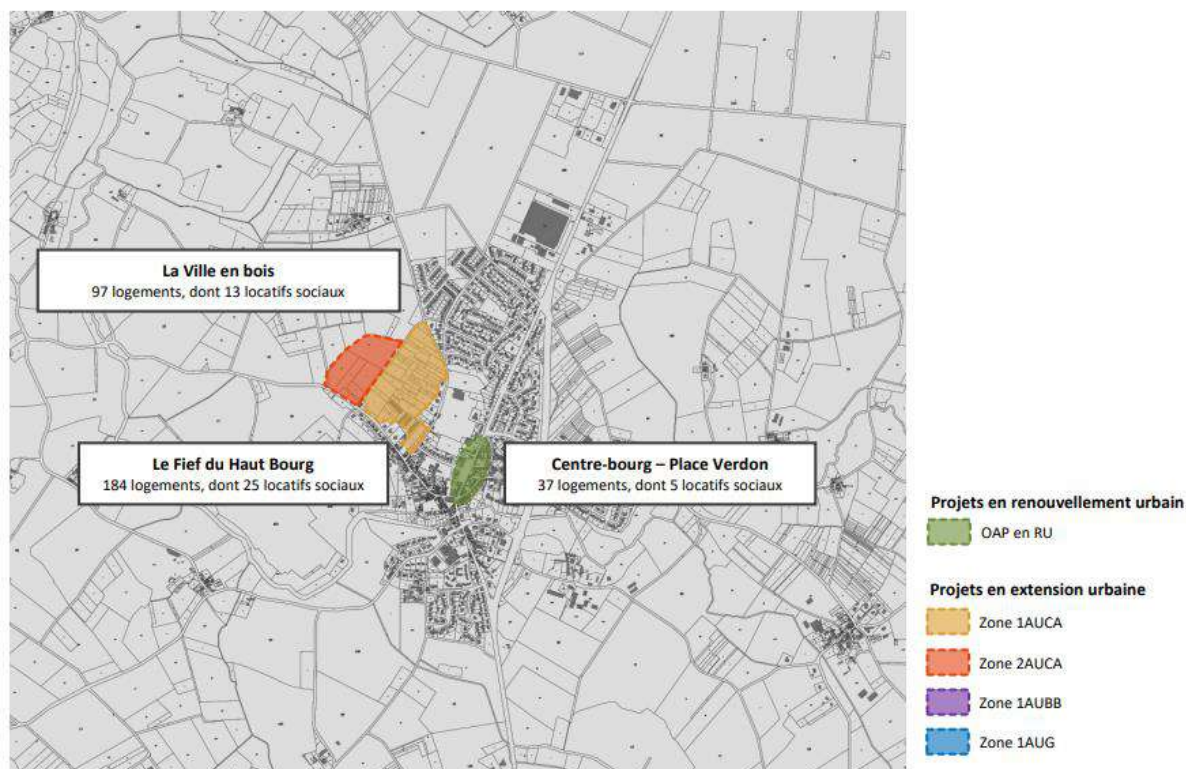 La Ville en bois
97 logements, dont 13 locatifs sociaux
Le Fief du Haut Bourg
184 logements, dont 25 locatifs sociaux
Centre-bourg – Place Verdon
37 logements, dont 5 locatifs sociaux
Projets en renouvellement urbain
OAP en RU
Projets en extension urbaine
Zone 1AUCA
Zone 2AUCA
Zone 1AUBB
Zone 1AUG